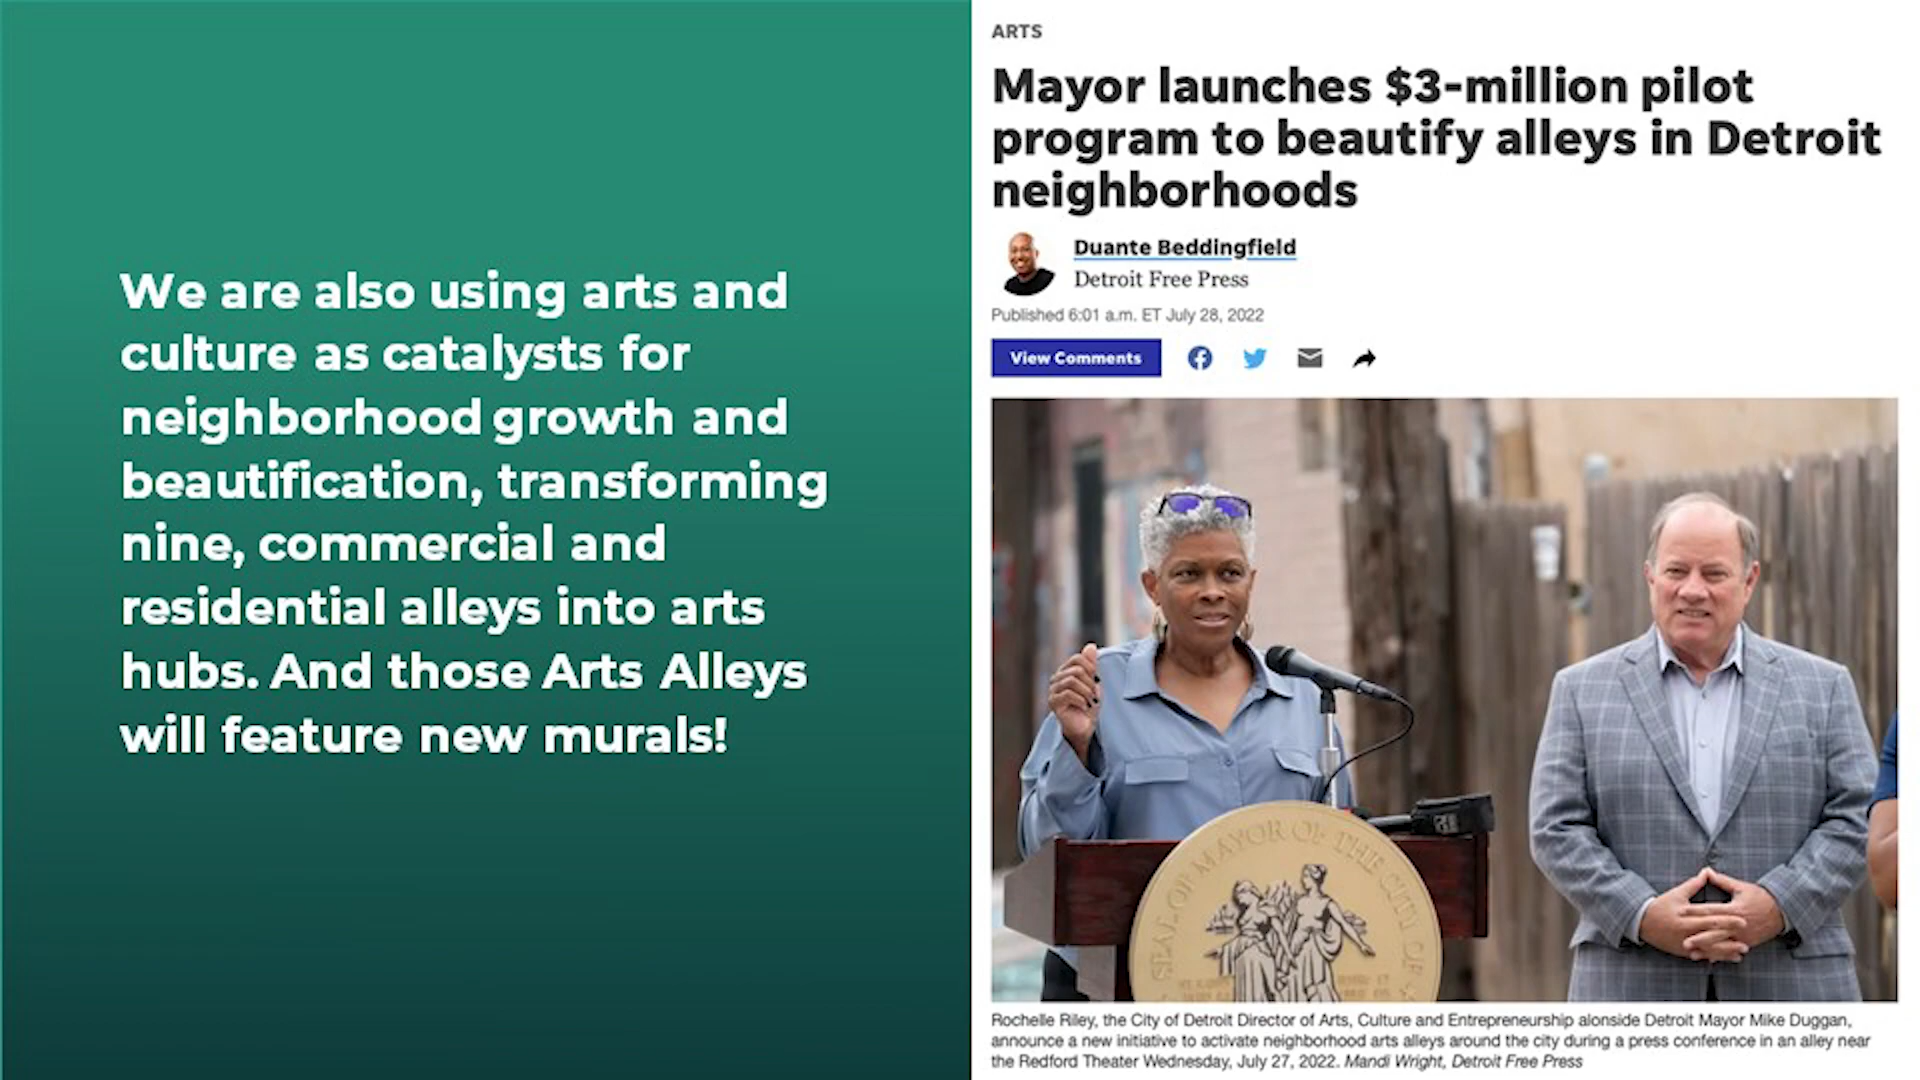 We are also using arts and
culture as catalysts for
neighborhood growth and
beautification, transforming
nine, commercial and
residential alleys into arts
hubs. And those Arts Alleys
will feature new murals!
ARTS
Mayor launches $3-million pilot
program to beautify alleys in Detroit
neighborhoods
Duante Beddingfield
Detroit Free Press
Published 6:01 a.m. ET July 28, 2022
View Comments
SEAL OF MAYOR OF THE CITY OF
Rochelle Riley, the City of Detroit Director of Arts, Culture and Entrepreneurship alonside Detroit Mayor Mike Duggan,
announce a new initiative to activate neighborhood arts alleys around the city during a press conference in an alley near
the Redford Theater Wednesday, July 27, 2022. Mandi Wright, Detroit Free Press